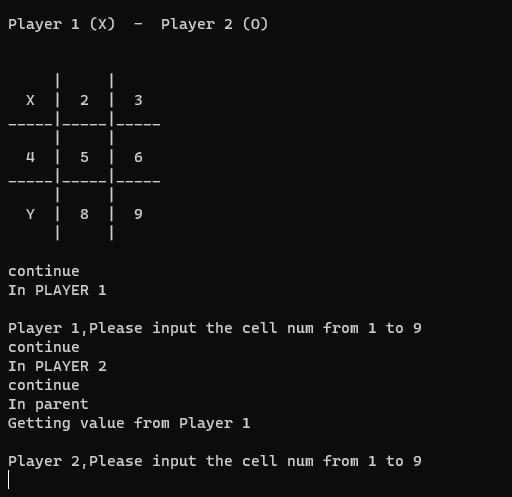 Player 1 (X)  -  Player 2 (O)
     |     |
  X  |  2  |  3
_____|_____|_____
     |     |
  4  |  5  |  6
_____|_____|_____
     |     |
  Y  |  8  |  9
     |     |
continue
In PLAYER 1
Player 1,Please input the cell num from 1 to 9
continue
In PLAYER 2
continue
In parent
Getting value from Player 1
Player 2,Please input the cell num from 1 to 9